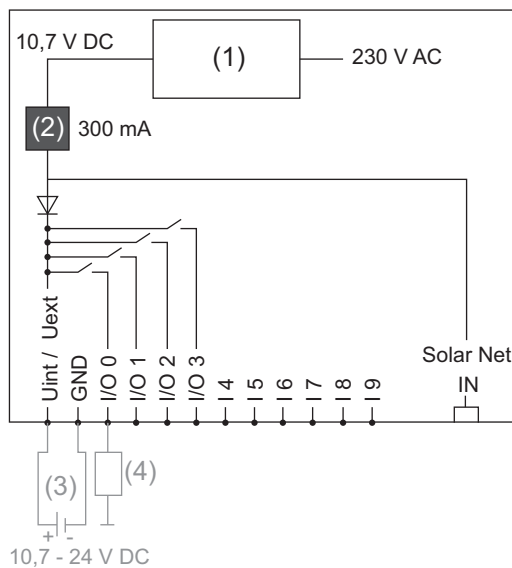 10,7 V DC
(1)
230 V AC
(2)
300 mA
Uint / Uext
GND
I/O 0
I/O 1
I/O 2
I/O 3
I 4
I 5
I 6
I 7
I 8
I 9
Solar Net
IN
(3)
(4)
+ -
10,7 - 24 V DC